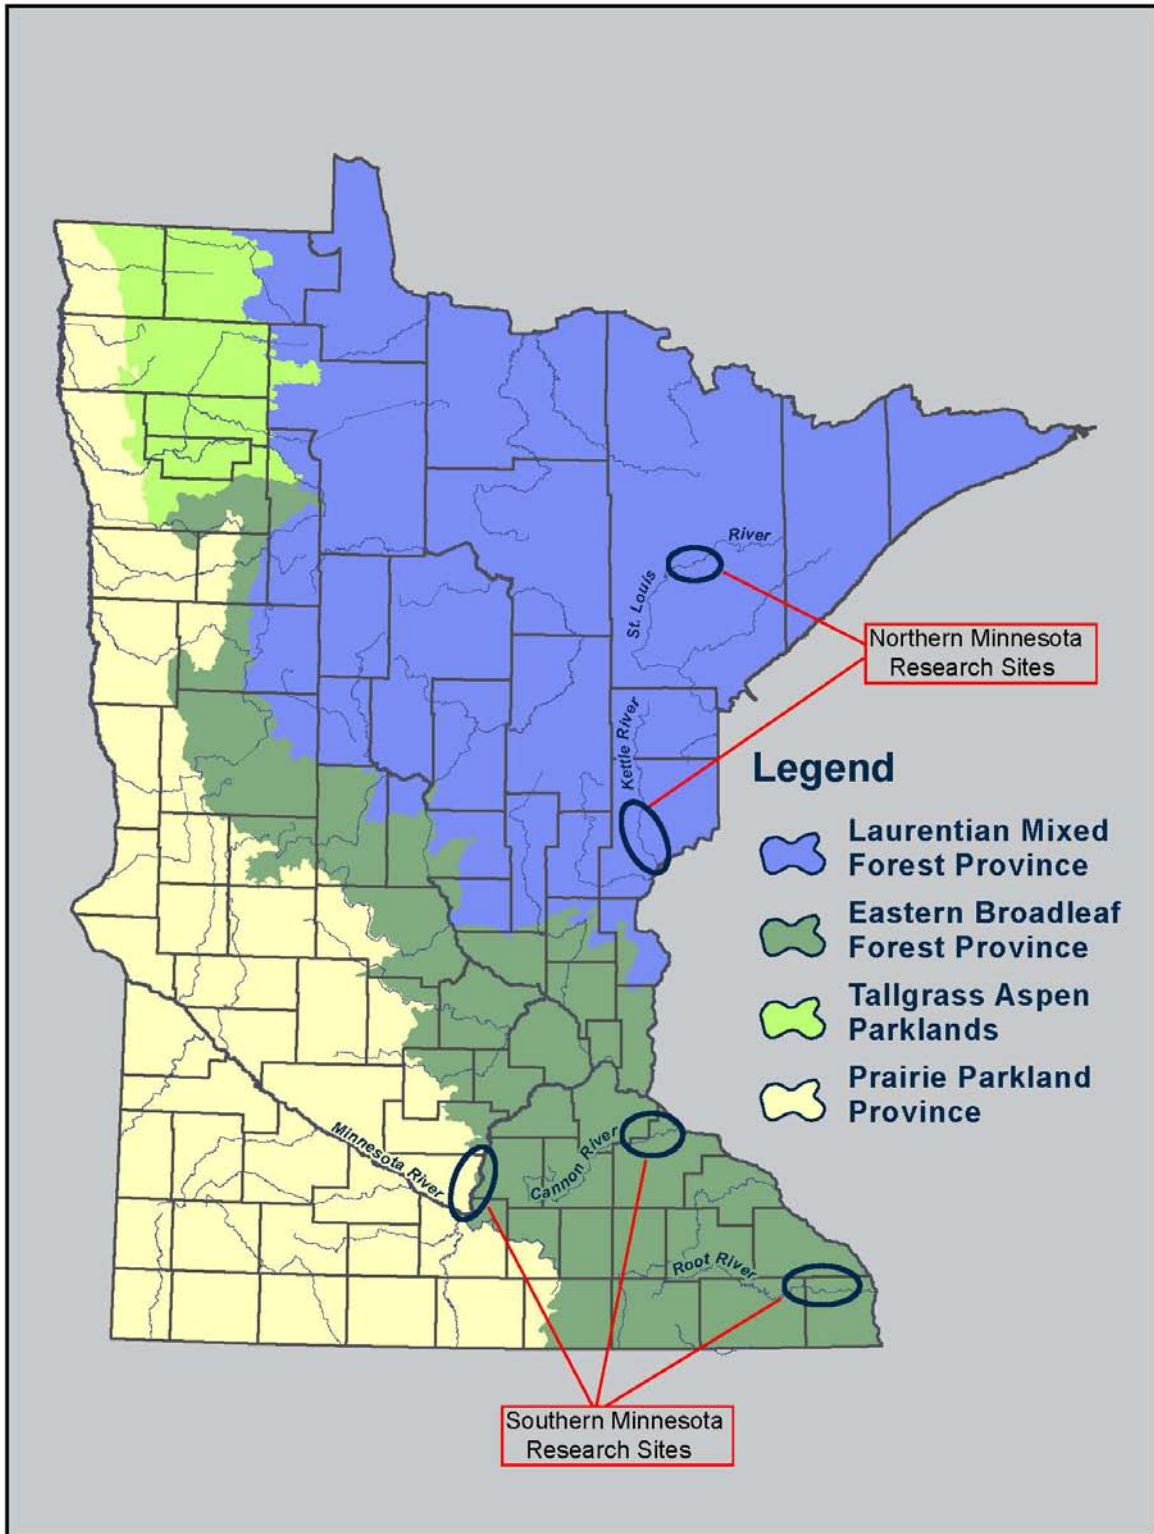 River
St. Louis
Northern Minnesota
Research Sites
Kettle River
Legend
Laurentian Mixed
Forest Province
Eastern Broadleaf
Forest Province
Tallgrass Aspen
Parklands
Prairie Parkland
Province
Minnesota River
Cannon River
Root River
Southern Minnesota
Research Sites